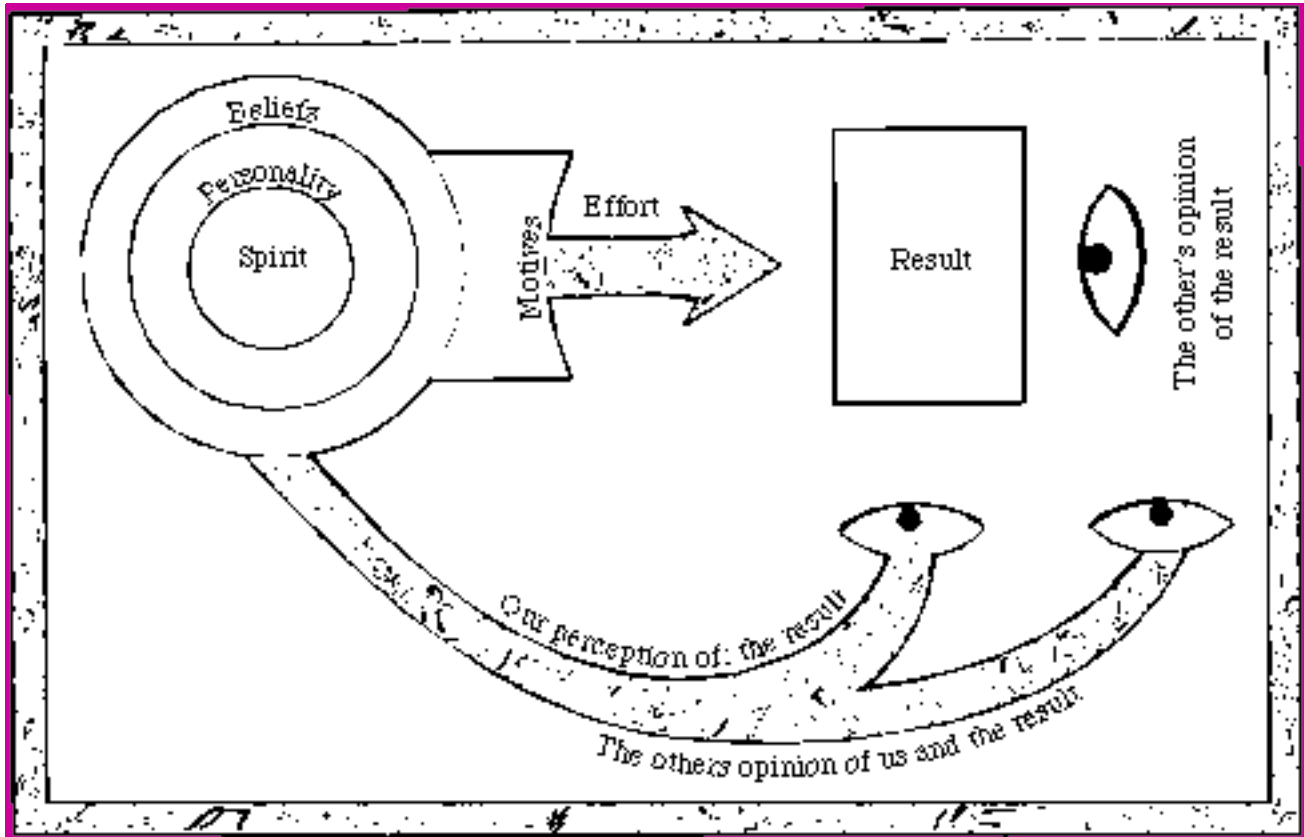 Beliefs
Personality
Spirit
Motives
Effort
Result
The other's opinion
of the result
Our perception of: the result
The others opinion of us and the result